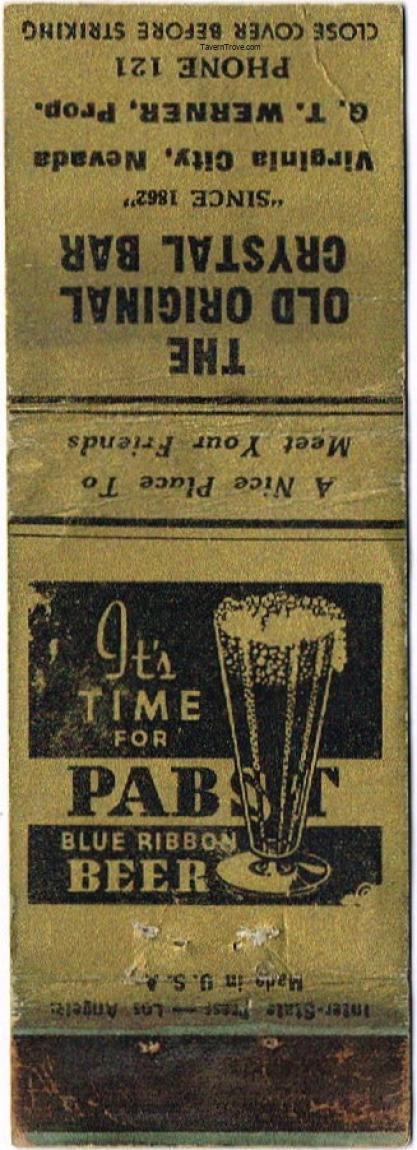 CLOSE COVER BEFORE STRIKING
TavernTrove.com
PHONE 121
G. T. WERNER, Prop.
Virginia City, Nevada
"SINCE 1862"
THE
OLD ORIGINAL
CRYSTAL BAR
A Nice Place To
Meet Your Friends
It's
TIME
FOR
PABST
BLUE RIBBON
BEER
Made in U. S. A.
Inter-State Press — Los Angeles